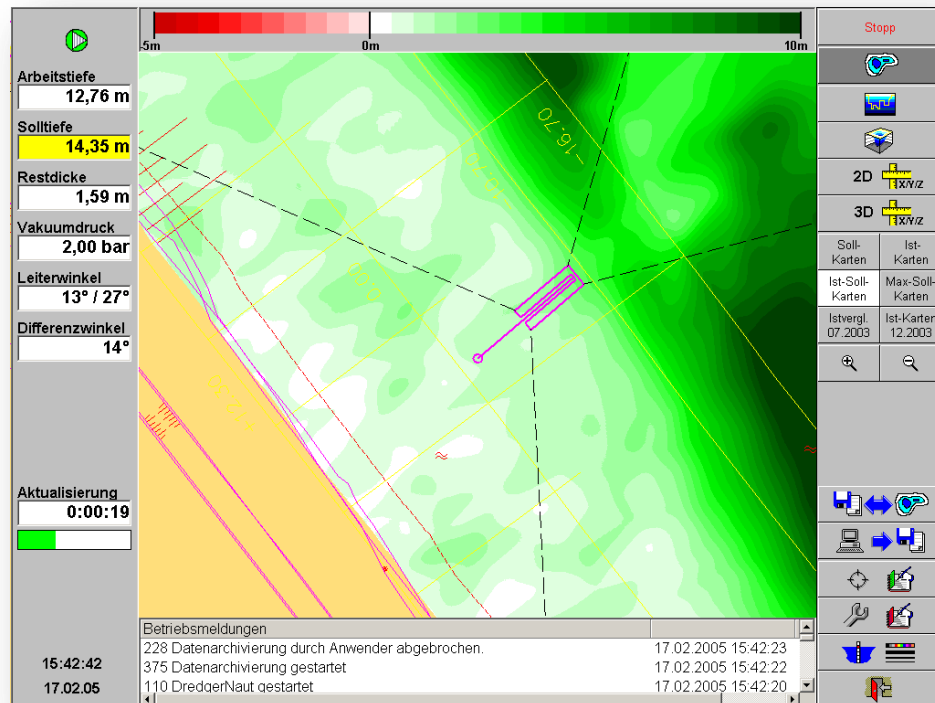 Arbeitstiefe
12,76 m
Solltiefe
14,35 m
Restdicke
1,59 m
Vakuumdruck
2,00 bar
Leiterwinkel
13° / 27°
Differenzwinkel
14°
Aktualisierung
0:00:19
15:42:42
17.02.05
-5m 0m 10m
-16.70
Betriebsmeldungen
228 Datenarchivierung durch Anwender abgebrochen. 17.02.2005 15:42:23
375 Datenarchivierung gestartet 17.02.2005 15:42:22
110 DredgerNaut gestartet 17.02.2005 15:42:20
Stopp
2D X/Y/Z
3D X/Y/Z
Soll-
Karten
Ist-
Karten
Ist-Soll-
Karten
Max-Soll-
Karten
Istvergl.
07.2003
Ist-Karten
12.2003